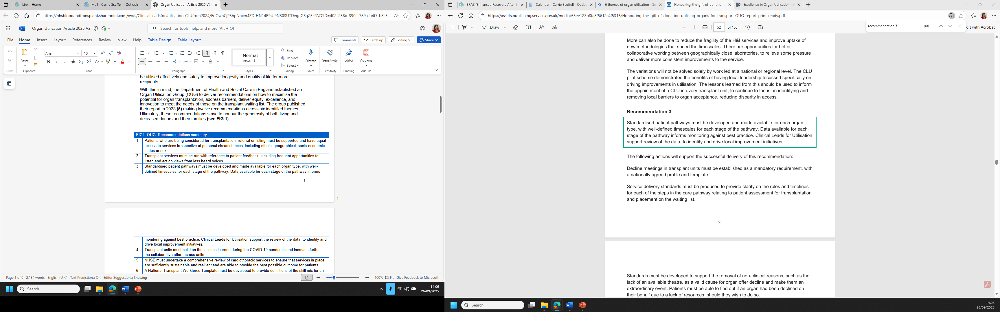 Link - Home
Mail - Carrie Scuffell - Outlook
Organ Utilisation Article 2025 V2.
https://nhsbloodandtransplant.sharepoint.com/:w:/s/ClinicalLeadsforUtilisation-CLUfrom2024/EdOwhCjP3hpNhcm4ZDtHN14B9UI9N303UTDvggGSqZ5zPA?CID=402c238d-390a-789a-b4f7-b8c5...
Organ Utilisation Article 2025 V2
Search for tools, help, and more (Alt + Q)
File Home Insert Layout References Review View Help Table Design Table Layout
Comments Catch up Editing Share
Arial 10
Normal
Aptos, 12
Find
Replace
Select
Paste Dictate Sensitivity Editor Add-ins
Undo Clipboard Font Paragraph Styles Editing Voice Sensitivity Proofing Add-ins
be utilised effectively and safely to improve longevity and quality of life for more
recipients.
With this in mind, the Department of Health and Social Care in England established an
Organ Utilisation Group (OUG) to deliver recommendations on how to maximise the
potential for organ transplantation, address barriers, deliver equity, excellence, and
innovation to meet the needs of those on the transplant waiting list. The group published
their report in 2023 (5) making twelve recommendations across six identified themes.
Ultimately, these recommendations strive to honour the generosity of both living and
deceased donors and their families (see FIG 1)
FIG1 OUG Recommendations summary
1 Patients who are being considered for transplantation, referral or listing must be supported and have equal
access to services irrespective of personal circumstances, including ethnic, geographical, socio-economic
status or sex.
2 Transplant services must be run with reference to patient feedback, including frequent opportunities to
listen and act on views from less heard voices.
3 Standardised patient pathways must be developed and made available for each organ type, with well-
defined timescales for each stage of the pathway. Data available for each stage of the pathway informs
1
1
monitoring against best practice. Clinical Leads for Utilisation support the review of the data, to identify and
drive local improvement initiatives.
4 Transplant units must build on the lessons learned during the COVID-19 pandemic and increase further
the collaborative effort across units.
5 NHSE must undertake a comprehensive review of cardiothoracic services to ensure that services in place
are sufficiently sustainable and resilient and are able to provide the best possible outcome for patients.
6 A National Transplant Workforce Template must be developed to provide definitions of the skill mix for an
Page 1 of 6 2,134 words English (U.K.) Text Predictions: On Editor Suggestions: Showing
100% Fit Give Feedback to Microsoft
Search
14:06
26/09/2025
ERAS (Enhanced Recovery After S
Calendar - Carrie Scuffell - Outloo
6 themes of organ utilisation - Se
Honouring-the-gift-of-donation-
Excellence in Organ Utilisation—
https://assets.publishing.service.gov.uk/media/63ee123b8fa8f5612c4f5316/Honouring-the-gift-of-donation-utilising-organs-for-transport-OUG-report-print-ready.pdf
Draw
52 of 106
recommendation 3 0/0
dit with Acrobat
More can also be done to reduce the fragility of the H&I services and improve uptake of
new methodologies that speed the timescales. There are opportunities for better
collaborative working between geographically close laboratories, to relieve some pressure
and deliver more consistent improvements to the service.
The variations will not be solved solely by work led at a national or regional level. The CLU
pilot scheme demonstrated the benefits of having local leadership focussed specifically on
driving improvements in utilisation. The lessons learned from this should be used to inform
the appointment of a CLU in every transplant unit, to continue to focus on identifying and
removing local barriers to organ acceptance, reducing disparity in access.
Recommendation 3
Standardised patient pathways must be developed and made available for each organ
type, with well-defined timescales for each stage of the pathway. Data available for each
stage of the pathway informs monitoring against best practice. Clinical Leads for Utilisation
support review of the data, to identify and drive local improvement initiatives.
The following actions will support the successful delivery of this recommendation:
Decline meetings in transplant units must be established as a mandatory requirement, with
a nationally agreed profile and template.
Service delivery standards must be produced to provide clarity on the roles and timelines
for each of the steps in the care pathway relating to patient assessment for transplantation
and placement on the waiting list.
51
Standards must be developed to support the removal of non-clinical reasons, such as the
lack of an available theatre, as a valid cause for organ offer decline and make them an
extraordinary event. Patients must be able to find out if an organ had been declined on
their behalf due to a lack of resources, should they wish to do so.
Search
14:06
26/09/2025